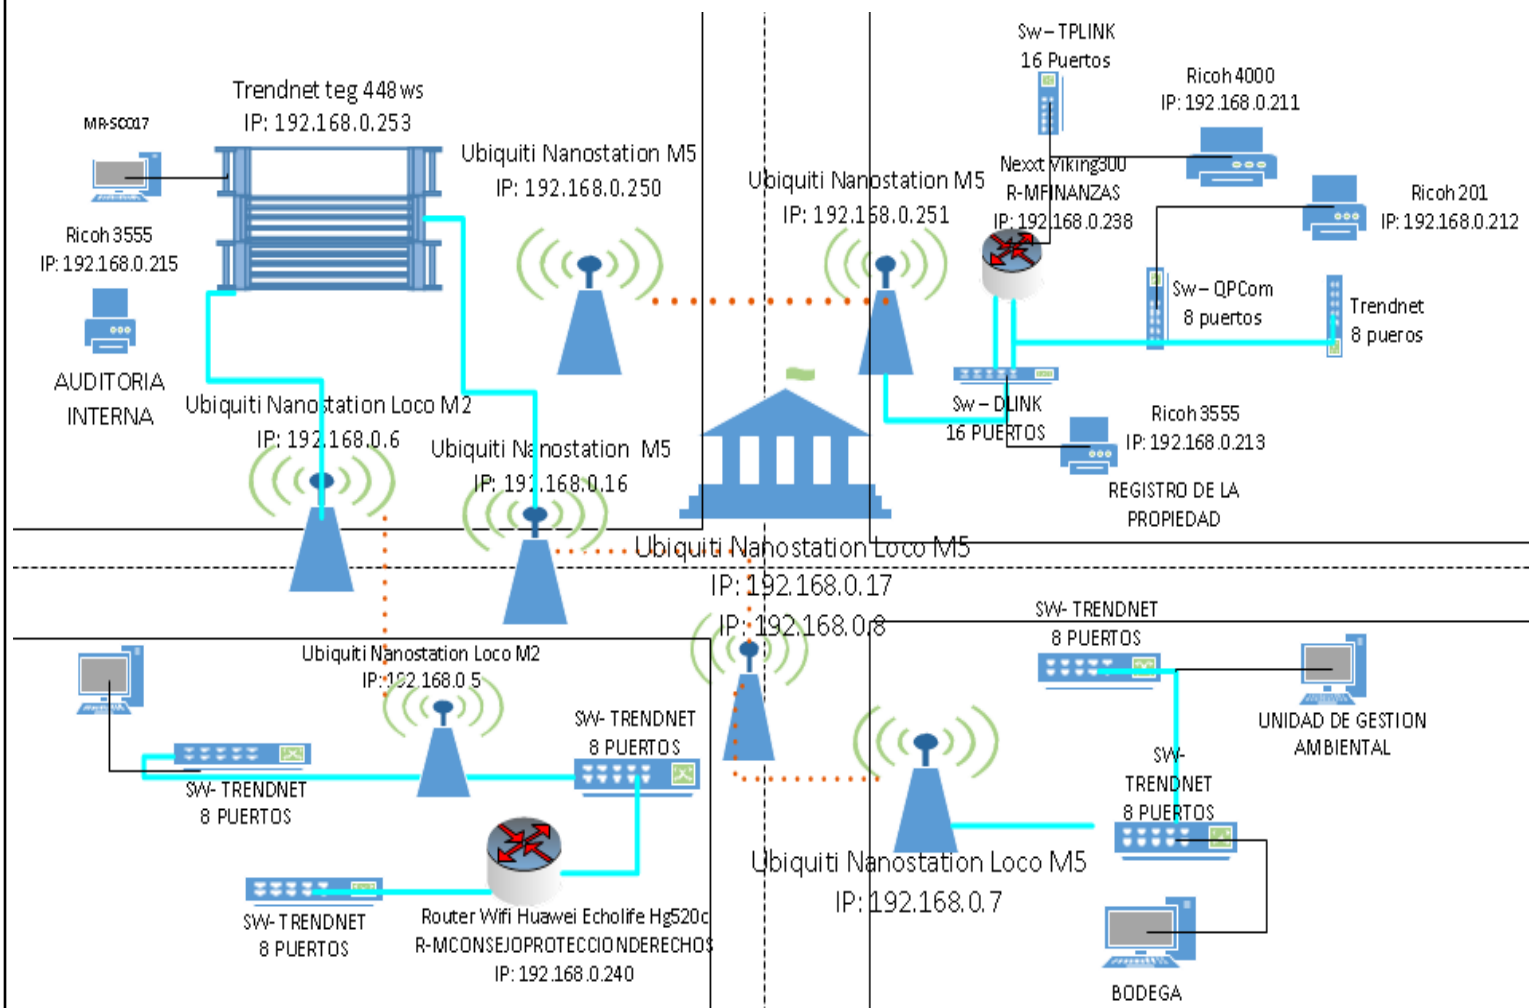 Trendnet teg 448 ws
IP: 192.168.0.253
MR-SC017
Ricoh 3555
IP: 192.168.0.215
AUDITORIA
INTERNA
Ubiquiti Nanostation M5
IP: 192.168.0.250
Ubiquiti Nanostation Loco M2
IP: 192.168.0.6
Ubiquiti Nanostation M5
IP: 192.168.0.16
Ubiquiti Nanostation M5
IP: 192.168.0.251
Sw – TPLINK
16 Puertos
Ricoh 4000
IP: 192.168.0.211
Nexxt Viking300
R-MFINANZAS
IP: 192.168.0.238
Ricoh 201
IP: 192.168.0.212
Sw – QPCom
8 puertos
Trendnet
8 pueros
Sw – DLINK
16 PUERTOS
Ricoh 3555
IP: 192.168.0.213
REGISTRO DE LA
PROPIEDAD
Ubiquiti Nanostation Loco M5
IP: 192.168.0.17
IP: 192.168.0.8
Ubiquiti Nanostation Loco M2
IP: 192.168.0.5
SW- TRENDNET
8 PUERTOS
SW- TRENDNET
8 PUERTOS
SW- TRENDNET
8 PUERTOS
Router Wifi Huawei Echolife Hg520c
R-MCONSEJOPROTECCIONDERECHOS
IP: 192.168.0.240
SW- TRENDNET
8 PUERTOS
UNIDAD DE GESTION
AMBIENTAL
SW-
TRENDNET
8 PUERTOS
Ubiquiti Nanostation Loco M5
IP: 192.168.0.7
BODEGA